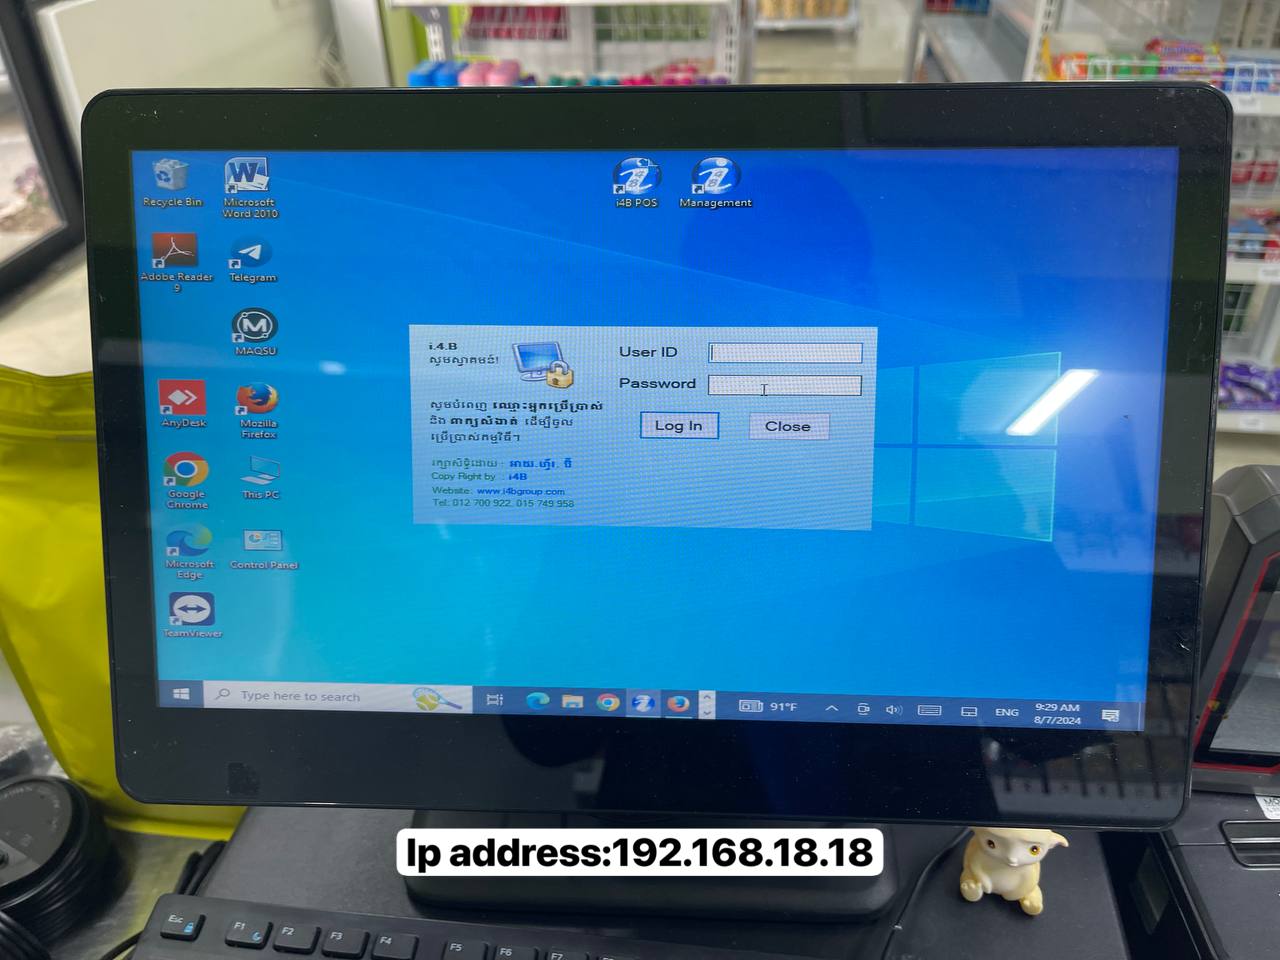 Recycle Bin
Microsoft
Word 2010
i4B POS
Management
Adobe Reader
9
Telegram
MAQSU
AnyDesk
Mozilla
Firefox
Google
Chrome
This PC
Microsoft
Edge
Control Panel
TeamViewer
i.4.B
សូមស្វាគមន៍!
User ID
Password
សូមបំពេញ ឈ្មោះអ្នកប្រើប្រាស់
និង ពាក្យសំងាត់ ដើម្បីចូល
ប្រើប្រាស់កម្មវិធី។
Log In
Close
រក្សាសិទ្ធិដោយ : អាយ.ហ្វ័រ. ប៊ី
Copy Right by : i4B
Website: www.i4bgroup.com
Tel: 012 700 922, 015 749 958
Type here to search
91°F
ENG
9:29 AM
8/7/2024
Ip address:192.168.18.18
Esc
F1
F2
F3
F4
F5
F6
F7